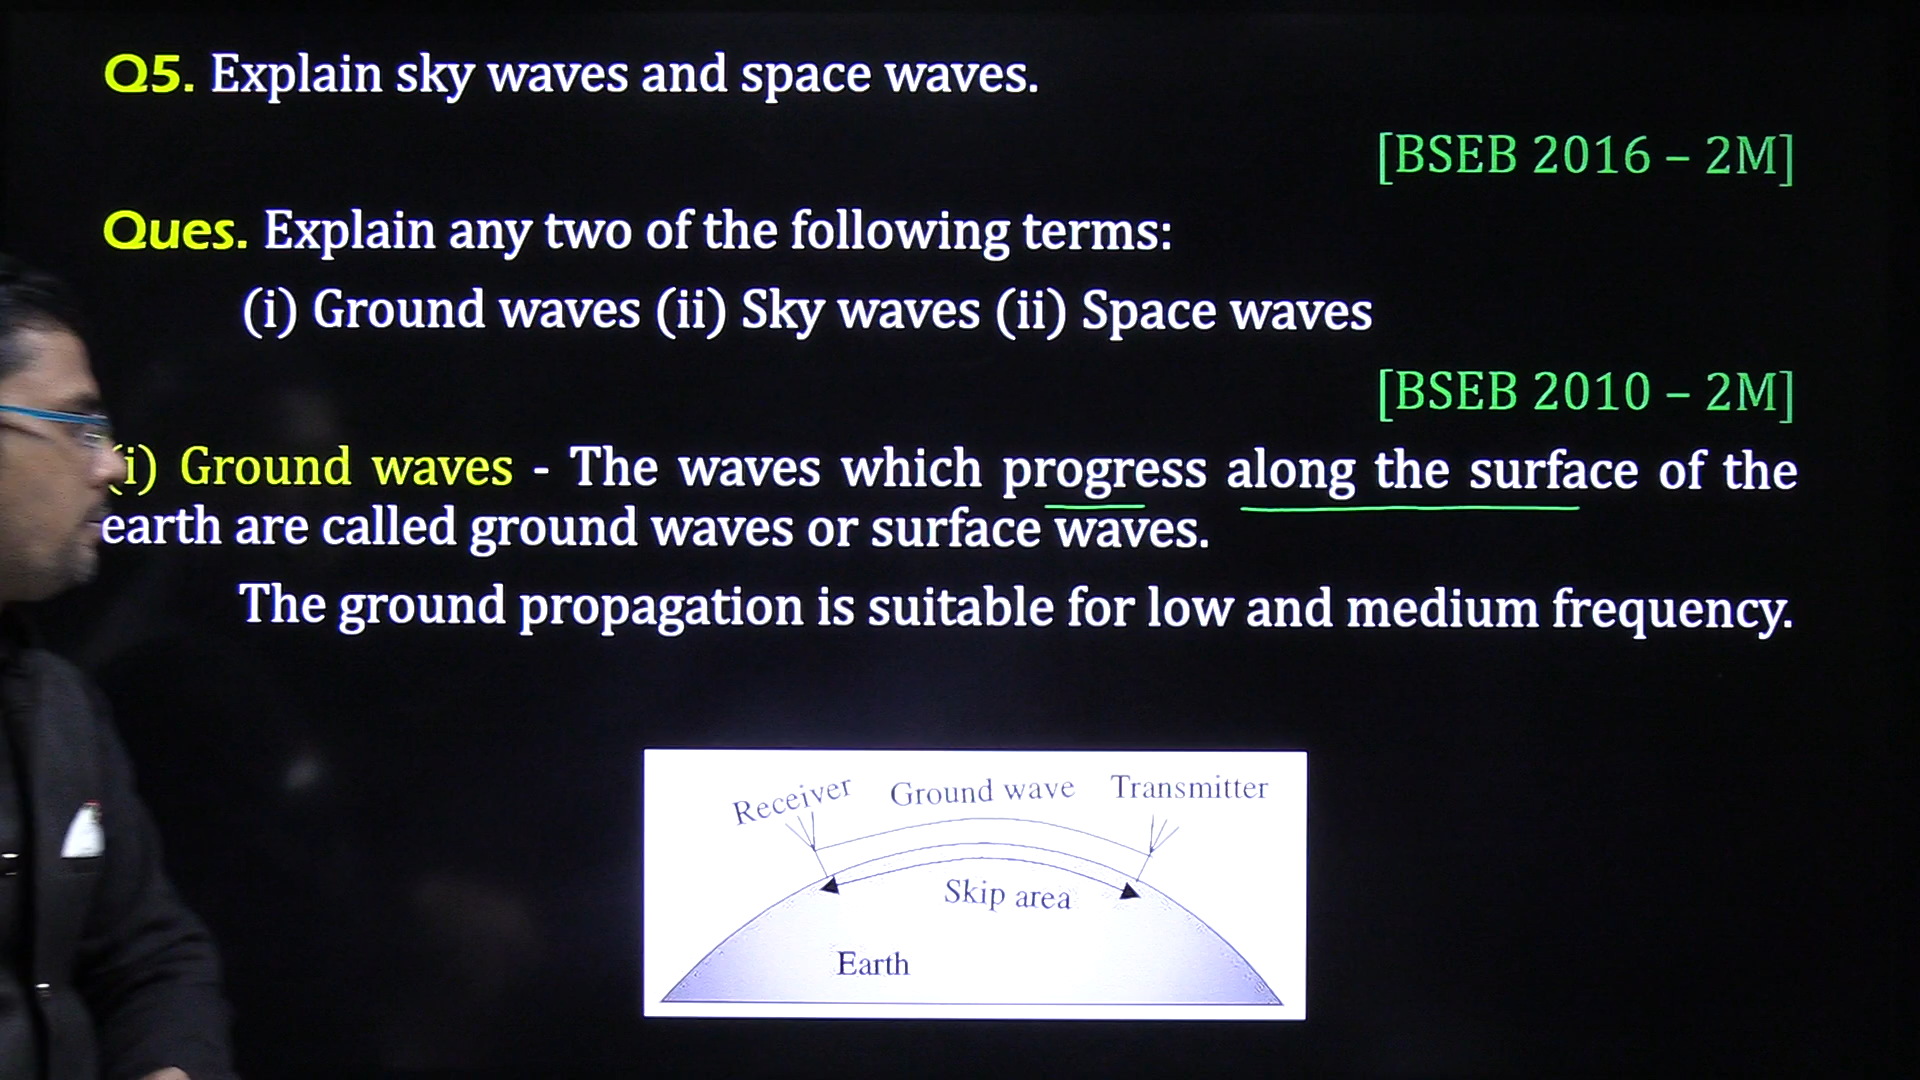 Q5. Explain sky waves and space waves.
[BSEB 2016 – 2M]
Ques. Explain any two of the following terms:
(i) Ground waves (ii) Sky waves (ii) Space waves
[BSEB 2010 – 2M]
(i) Ground waves - The waves which progress along the surface of the
earth are called ground waves or surface waves.
The ground propagation is suitable for low and medium frequency.
Receiver Ground wave Transmitter
Skip area
Earth